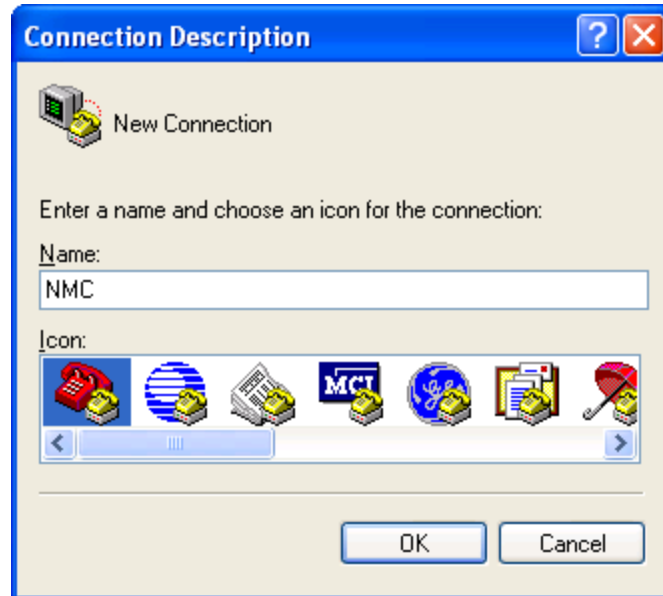 Connection Description
New Connection
Enter a name and choose an icon for the connection:
Name:
NMC
Icon:
MCI
OK Cancel